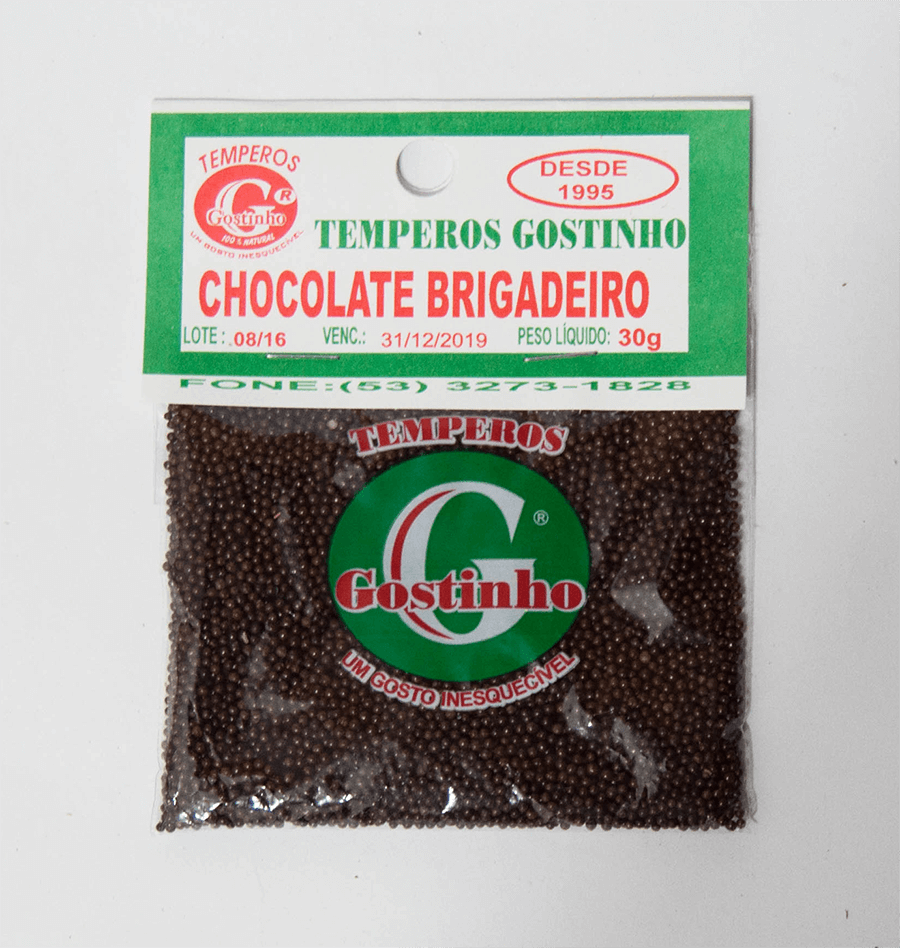 TEMPEROS
G ®
Gostinho
100 % NATURAL
UM GOSTO INESQUECÍVEL
DESDE
1995
TEMPEROS GOSTINHO
CHOCOLATE BRIGADEIRO
LOTE: .08/16 VENC.: 31/12/2019 PESO LÍQUIDO: 30g
FONE:(53) 3273-1828
TEMPEROS
G ®
Gostinho
UM GOSTO INESQUECÍVEL